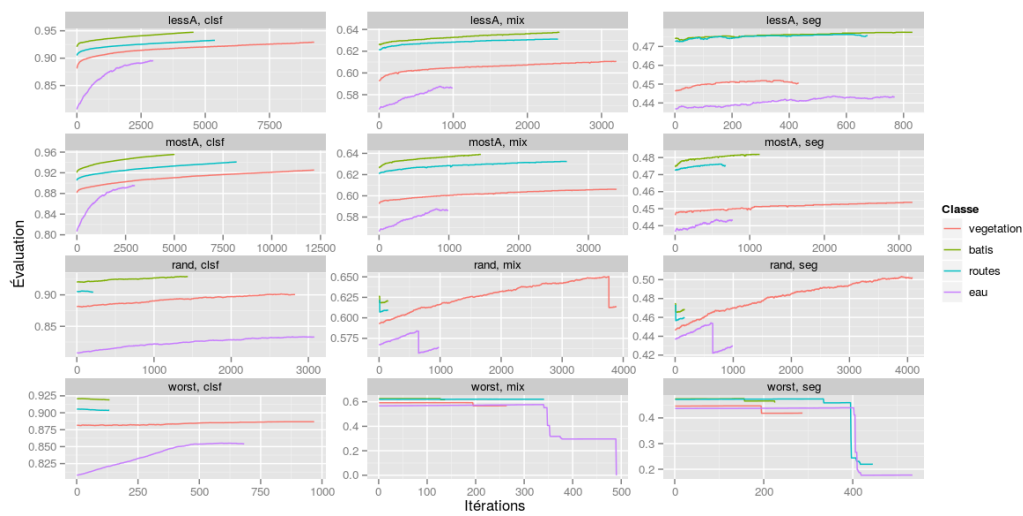 lessA, clsf
lessA, mix
lessA, seg
0.95
0.90
0.85
0.64
0.62
0.60
0.58
0.47
0.46
0.45
0.44
0 2500 5000 7500
0 1000 2000 3000
0 200 400 600 800
mostA, clsf
mostA, mix
mostA, seg
0.96
0.92
0.88
0.84
0.80
0.64
0.62
0.60
0.58
0.48
0.47
0.46
0.45
0.44
0 2500 5000 7500 10000 12500
0 1000 2000 3000
0 1000 2000 3000
rand, clsf
rand, mix
rand, seg
0.90
0.85
0.650
0.625
0.600
0.575
0.50
0.48
0.46
0.44
0.42
0 1000 2000 3000
0 1000 2000 3000 4000
0 1000 2000 3000 4000
worst, clsf
worst, mix
worst, seg
0.925
0.900
0.875
0.850
0.825
0.6
0.4
0.2
0.0
0.4
0.3
0.2
0 250 500 750 1000
0 100 200 300 400 500
0 200 400
Évaluation
Itérations
Classe
vegetation
batis
routes
eau